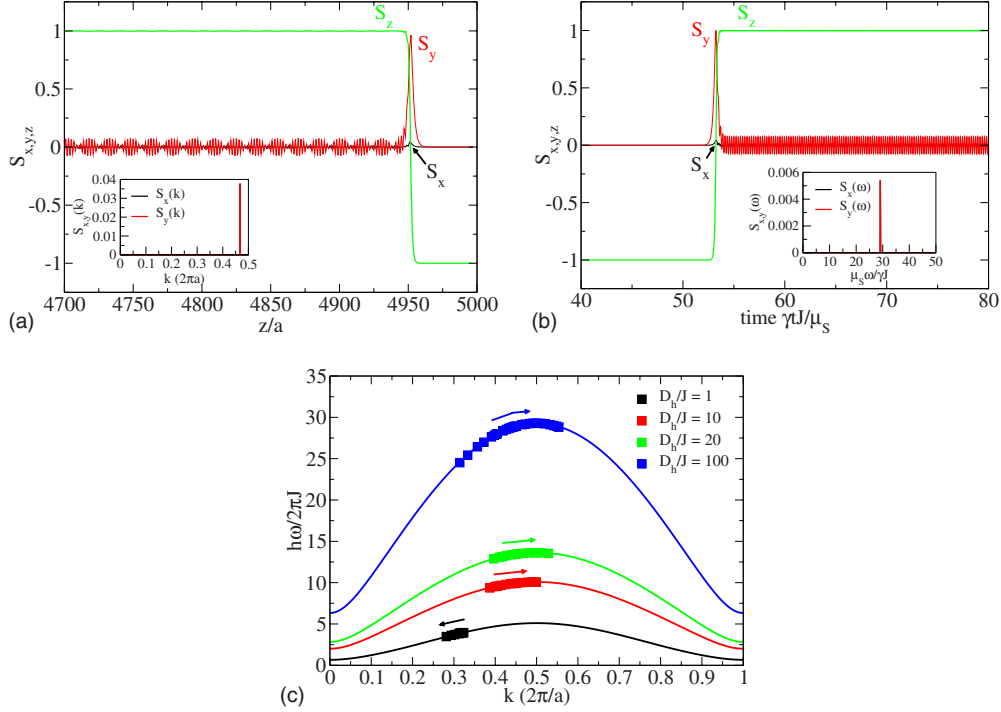 S_z
S_y
S_x
S_{x,y,z}
1
0.5
0
-0.5
-1
4700 4750 4800 4850 4900 4950 5000
z/a
(a)
S_{x,y}(k)
0.04
0.03
0.02
0.01
0
S_x(k)
S_y(k)
0 0.1 0.2 0.3 0.4 0.5
k (2πa)
S_y
S_z
S_x
S_{x,y,z}
1
0.5
0
-0.5
-1
40 50 60 70 80
time γtJ/μ_S
(b)
S_{x,y}(ω)
0.006
0.004
0.002
0
S_x(ω)
S_y(ω)
0 10 20 30 40 50
μ_Sω/γJ
hω/2πJ
35
30
25
20
15
10
5
0
D_h/J = 1
D_h/J = 10
D_h/J = 20
D_h/J = 100
0 0.1 0.2 0.3 0.4 0.5 0.6 0.7 0.8 0.9 1
k (2π/a)
(c)